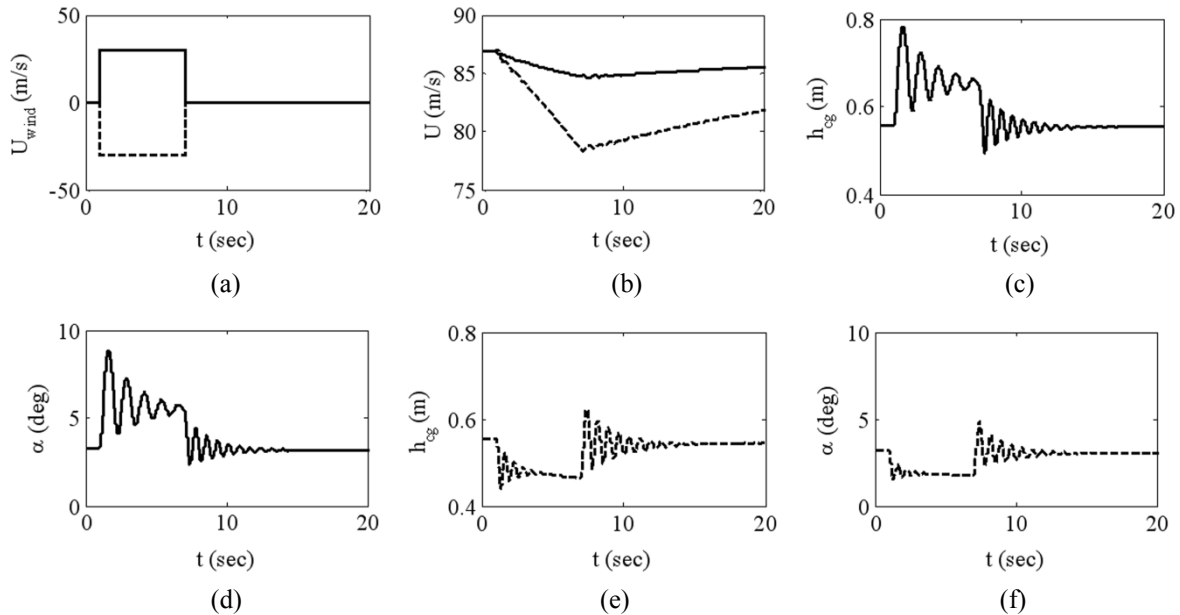 50
0
-50
U_wind (m/s)
0 10 20
t (sec)
(a)
90
85
80
75
U (m/s)
0 10 20
t (sec)
(b)
0.8
0.6
0.4
h_cg (m)
0 10 20
t (sec)
(c)
10
5
0
α (deg)
0 10 20
t (sec)
(d)
0.8
0.6
0.4
h_cg (m)
0 10 20
t (sec)
(e)
10
5
0
α (deg)
0 10 20
t (sec)
(f)